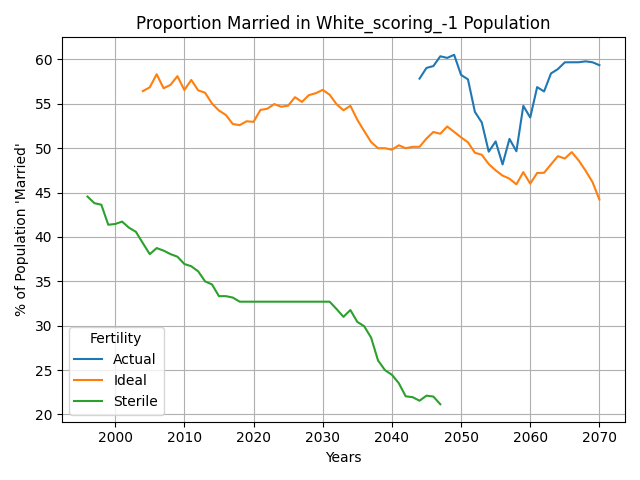 Proportion Married in White_scoring_-1 Population
% of Population 'Married'
60
55
50
45
40
35
30
25
20
Fertility
Actual
Ideal
Sterile
2000 2010 2020 2030 2040 2050 2060 2070
Years